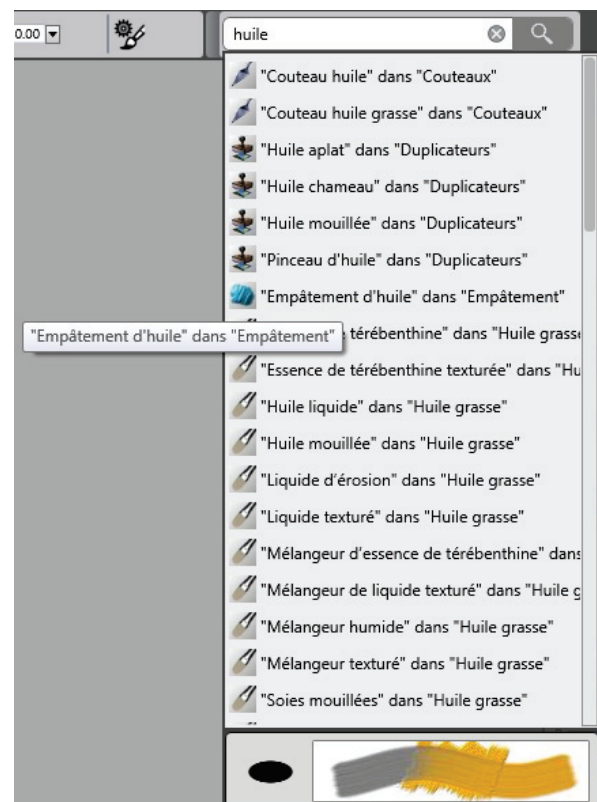 0.00
huile
"Couteau huile" dans "Couteaux"
"Couteau huile grasse" dans "Couteaux"
"Huile aplat" dans "Duplicateurs"
"Huile chameau" dans "Duplicateurs"
"Huile mouillée" dans "Duplicateurs"
"Pinceau d'huile" dans "Duplicateurs"
"Empâtement d'huile" dans "Empâtement"
"Empâtement d'huile" dans "Empâtement"
térébenthine" dans "Huile grasse
"Essence de térébenthine texturée" dans "Hu
"Huile liquide" dans "Huile grasse"
"Huile mouillée" dans "Huile grasse"
"Liquide d'érosion" dans "Huile grasse"
"Liquide texturé" dans "Huile grasse"
"Mélangeur d'essence de térébenthine" dans
"Mélangeur de liquide texturé" dans "Huile g
"Mélangeur humide" dans "Huile grasse"
"Mélangeur texturé" dans "Huile grasse"
"Soies mouillées" dans "Huile grasse"